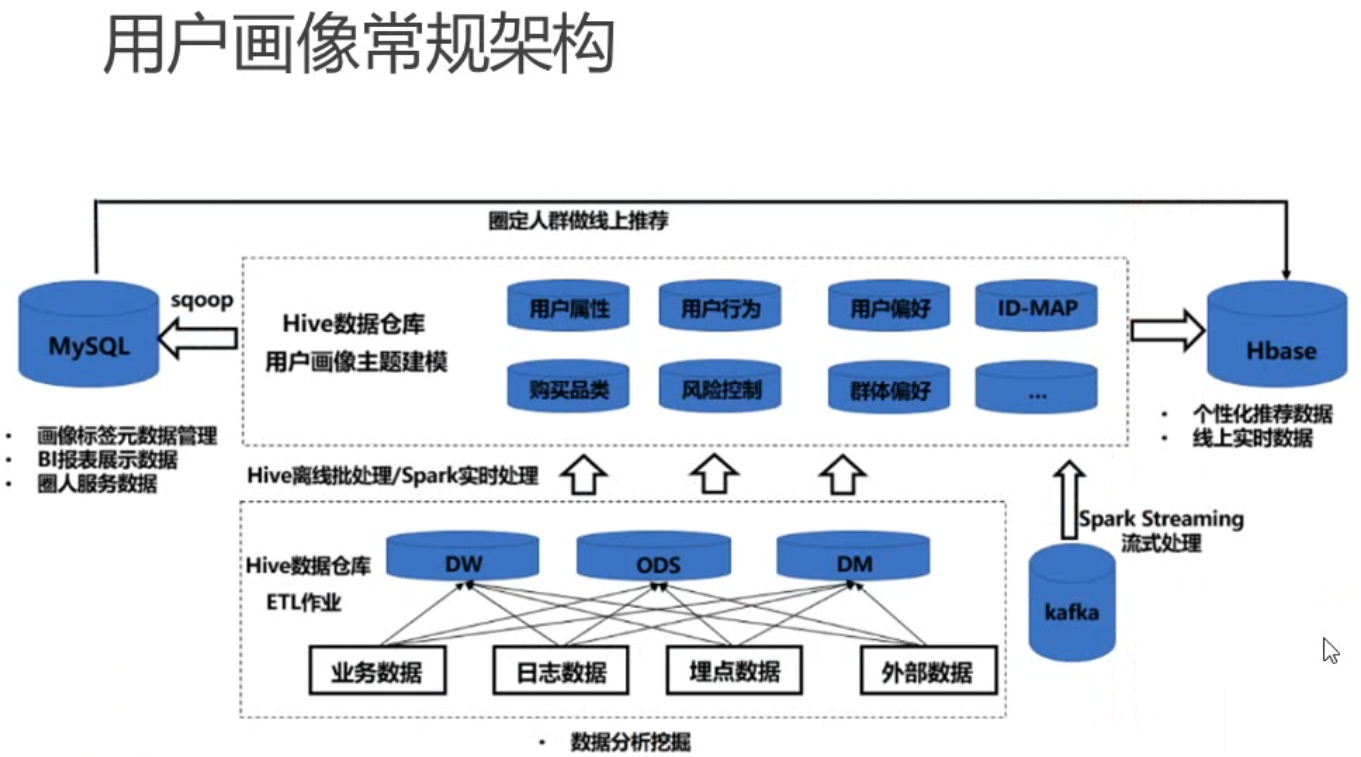 用户画像常规架构
圈定人群做线上推荐
sqoop
MySQL
Hive数据仓库
用户画像主题建模
用户属性
用户行为
用户偏好
ID-MAP
购买品类
风险控制
群体偏好
...
Hbase
• 画像标签元数据管理
• BI报表展示数据
• 圈人服务数据
• 个性化推荐数据
• 线上实时数据
Hive离线批处理/Spark实时处理
Spark Streaming
流式处理
Hive数据仓库
ETL作业
DW
ODS
DM
kafka
业务数据
日志数据
埋点数据
外部数据
• 数据分析挖掘